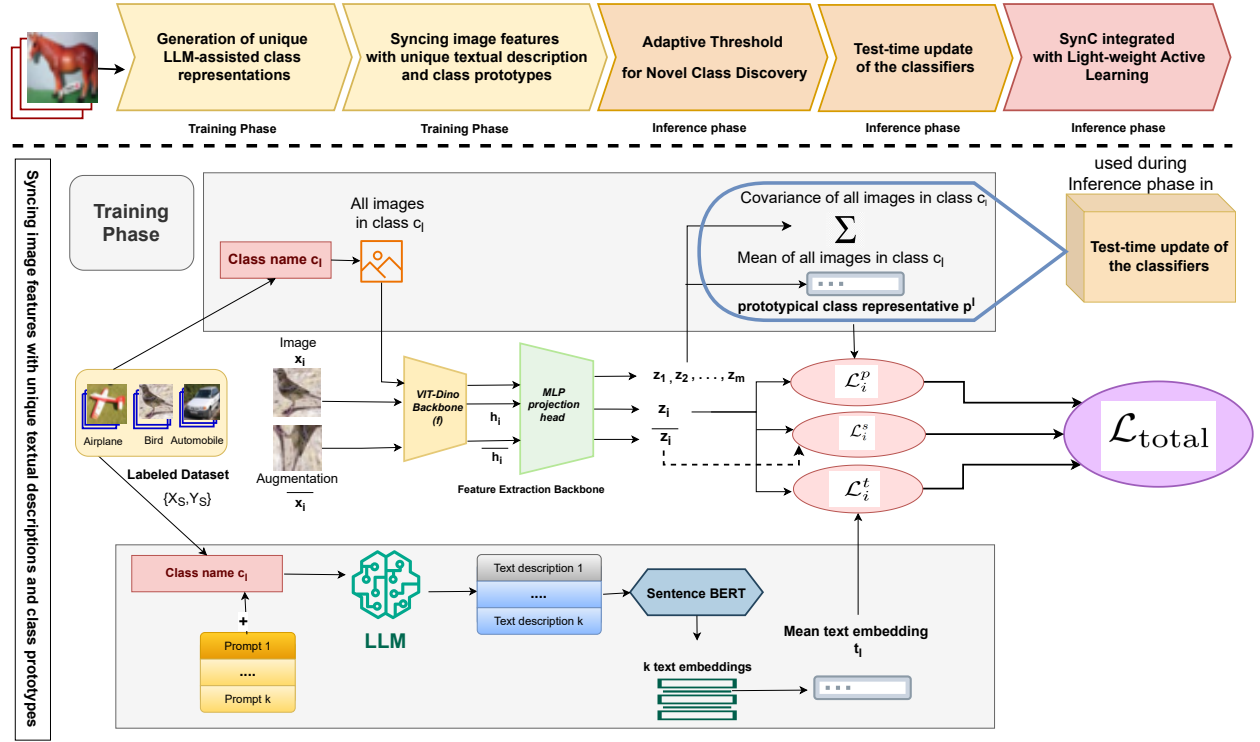 Generation of unique
LLM-assisted class
representations
Syncing image features
with unique textual description
and class prototypes
Adaptive Threshold
for Novel Class Discovery
Test-time update
of the classifiers
SynC integrated
with Light-weight Active
Learning
Training Phase
Training Phase
Inference phase
Inference phase
Inference phase
Syncing image features with unique textual descriptions and class prototypes
Training
Phase
Class name c_l
All images
in class c_l
Covariance of all images in class c_l
Σ
Mean of all images in class c_l
prototypical class representative p^l
used during
Inference phase in
Test-time update of
the classifiers
Airplane
Bird
Automobile
Labeled Dataset
{X_S,Y_S}
Image
x_i
Augmentation
x̄_i
VIT-Dino
Backbone
(f)
h_i
h̄_i
MLP
projection
head
Feature Extraction Backbone
z_1 , z_2 , . . . , z_m
z_i
z̄_i
ℒ_i^p
ℒ_i^s
ℒ_i^t
ℒ_total
Class name c_l
+
Prompt 1
....
Prompt k
LLM
Text description 1
....
Text description k
Sentence BERT
k text embeddings
Mean text embedding
t_l